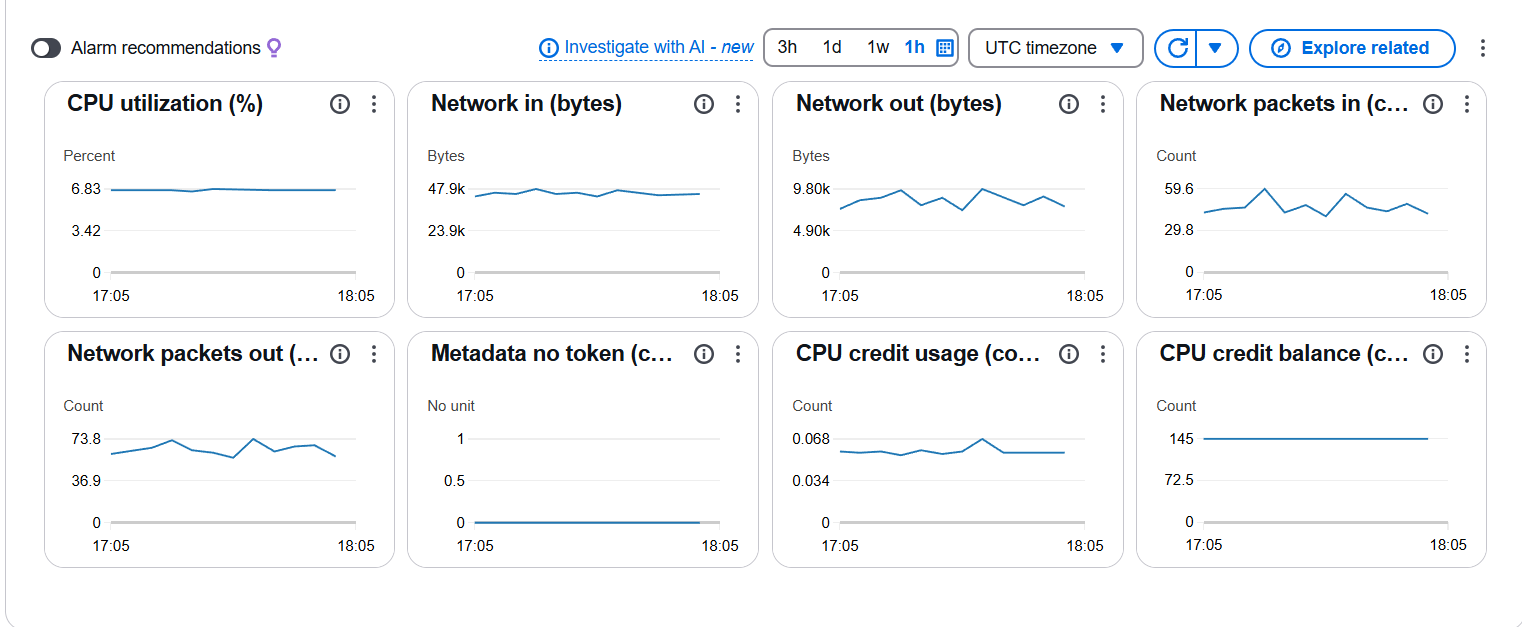 Alarm recommendations
Investigate with AI - new
3h 1d 1w 1h
UTC timezone
Explore related
CPU utilization (%)
Percent
6.83
3.42
0
17:05 18:05
Network in (bytes)
Bytes
47.9k
23.9k
0
17:05 18:05
Network out (bytes)
Bytes
9.80k
4.90k
0
17:05 18:05
Network packets in (c...
Count
59.6
29.8
0
17:05 18:05
Network packets out (...
Count
73.8
36.9
0
17:05 18:05
Metadata no token (c...
No unit
1
0.5
0
17:05 18:05
CPU credit usage (co...
Count
0.068
0.034
0
17:05 18:05
CPU credit balance (c...
Count
145
72.5
0
17:05 18:05